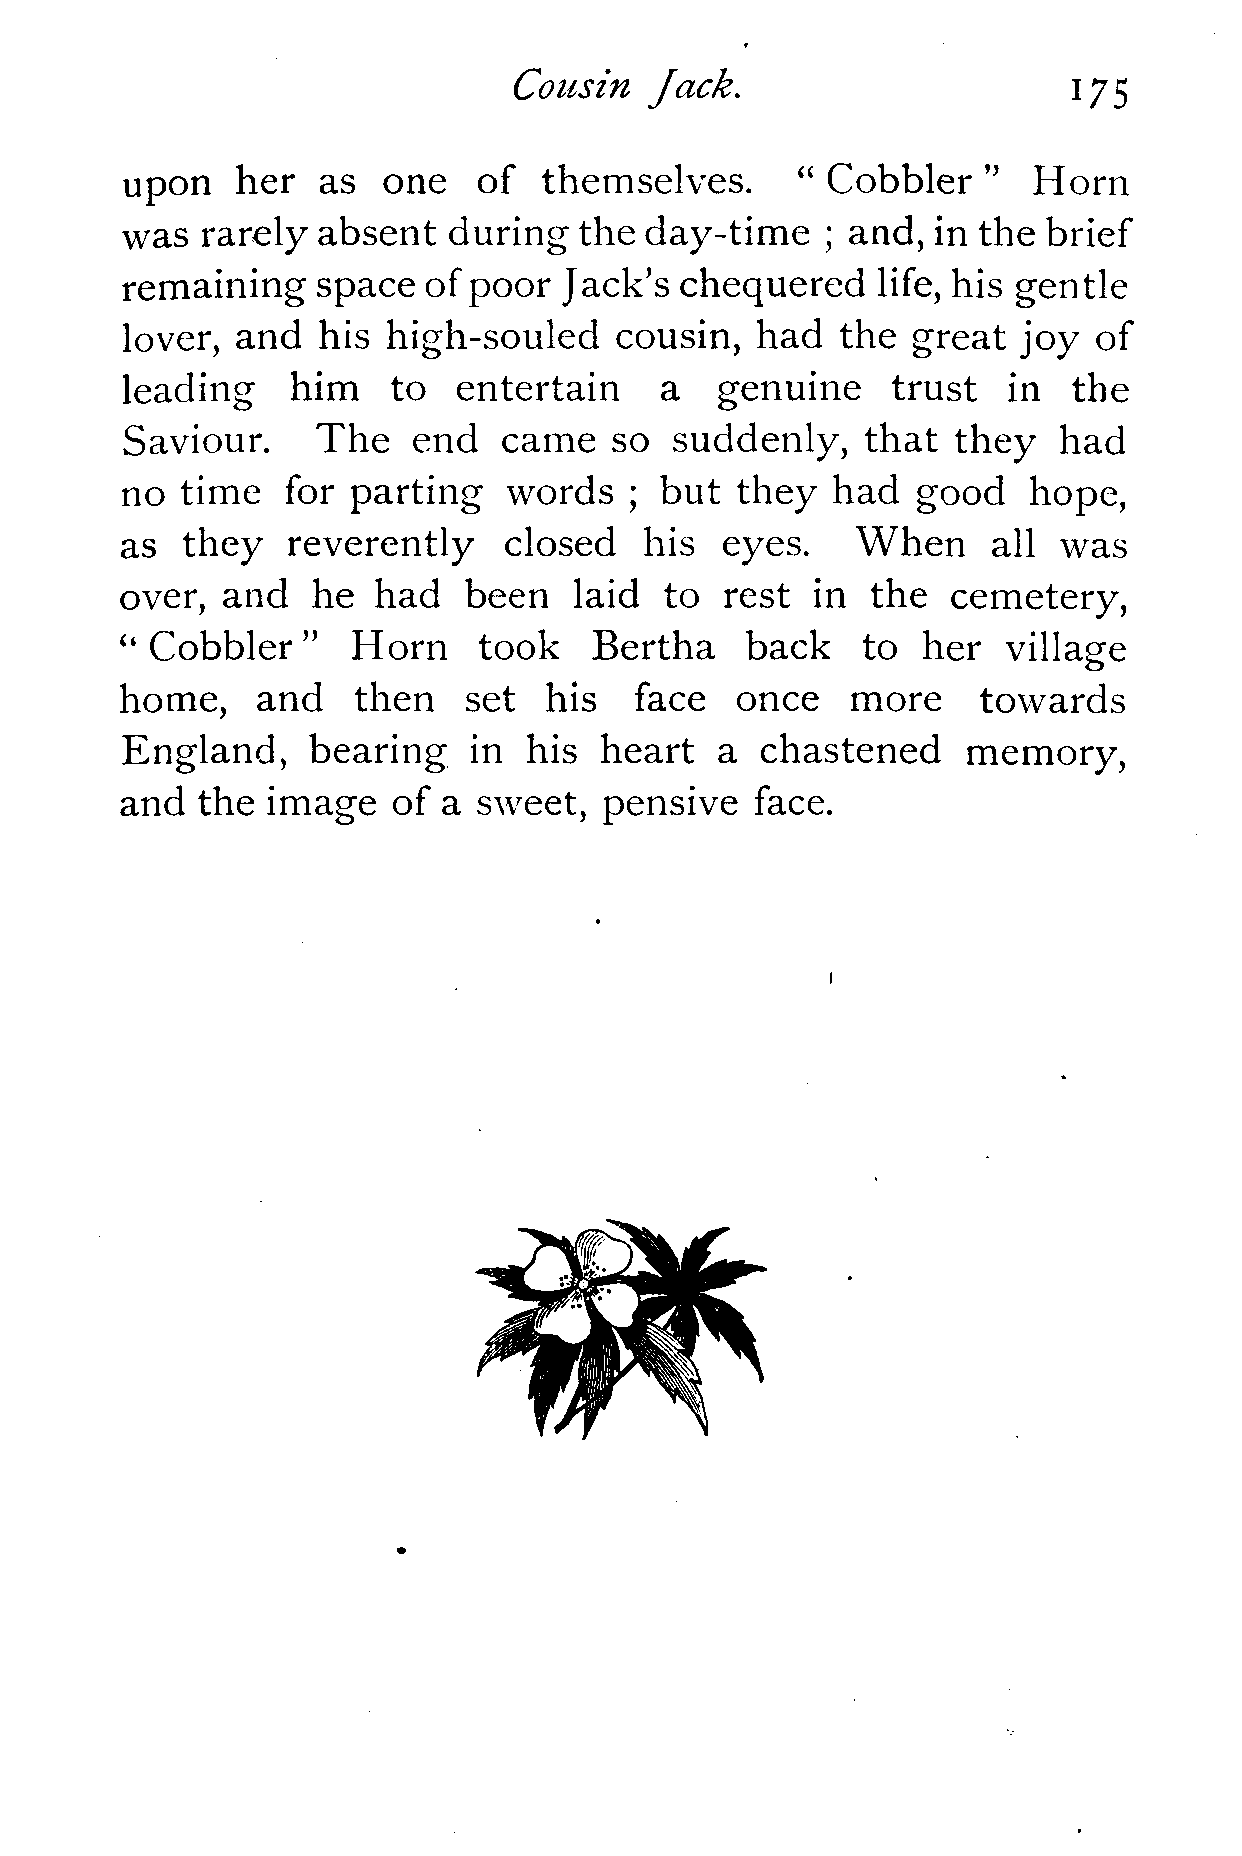 Cousin Jack. 175
upon her as one of themselves. “ Cobbler ” Horn
was rarely absent during the day-time ; and, in the brief
remaining space of poor Jack's chequered life, his gentle
lover, and his high-souled cousin, had the great joy of
leading him to entertain a genuine trust in the
Saviour. The end came so suddenly, that they had
no time for parting words ; but they had good hope,
as they reverently closed his eyes. When all was
over, and he had been laid to rest in the cemetery,
“ Cobbler ” Horn took Bertha back to her village
home, and then set his face once more towards
England, bearing in his heart a chastened memory,
and the image of a sweet, pensive face.